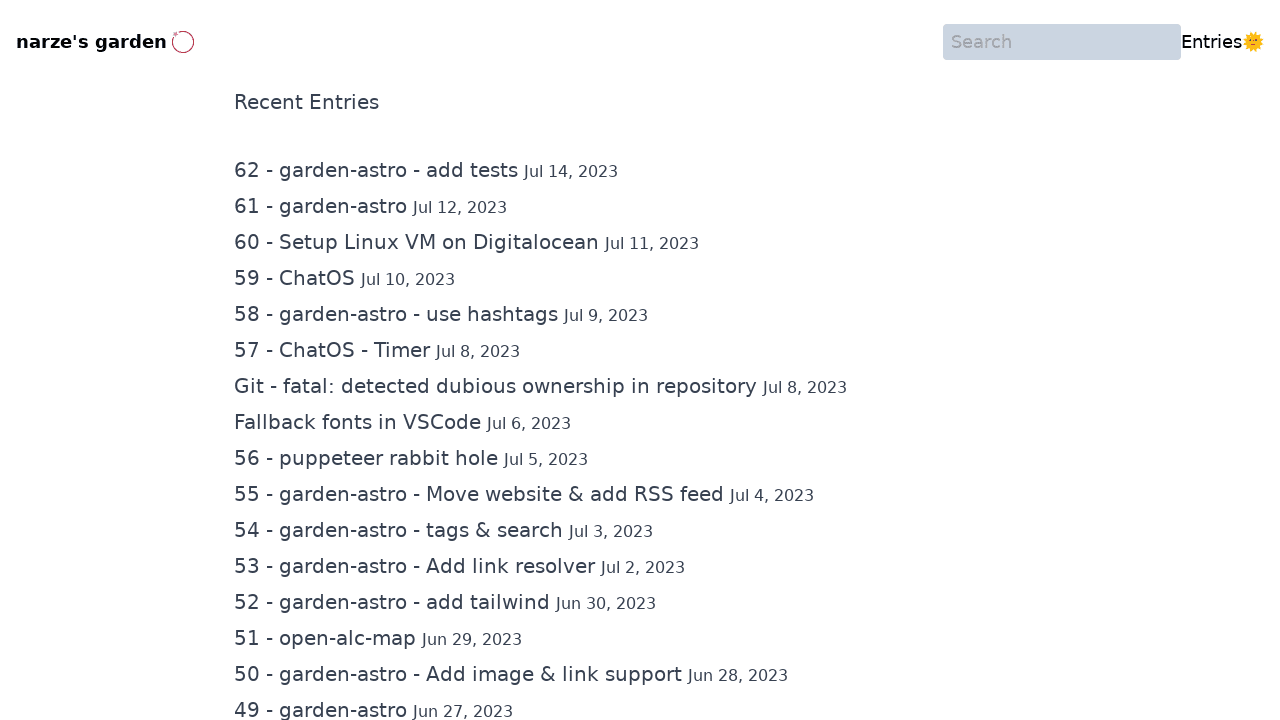 narze's garden
Search
Entries🌞
Recent Entries
62 - garden-astro - add tests Jul 14, 2023
61 - garden-astro Jul 12, 2023
60 - Setup Linux VM on Digitalocean Jul 11, 2023
59 - ChatOS Jul 10, 2023
58 - garden-astro - use hashtags Jul 9, 2023
57 - ChatOS - Timer Jul 8, 2023
Git - fatal: detected dubious ownership in repository Jul 8, 2023
Fallback fonts in VSCode Jul 6, 2023
56 - puppeteer rabbit hole Jul 5, 2023
55 - garden-astro - Move website & add RSS feed Jul 4, 2023
54 - garden-astro - tags & search Jul 3, 2023
53 - garden-astro - Add link resolver Jul 2, 2023
52 - garden-astro - add tailwind Jun 30, 2023
51 - open-alc-map Jun 29, 2023
50 - garden-astro - Add image & link support Jun 28, 2023
49 - garden-astro Jun 27, 2023